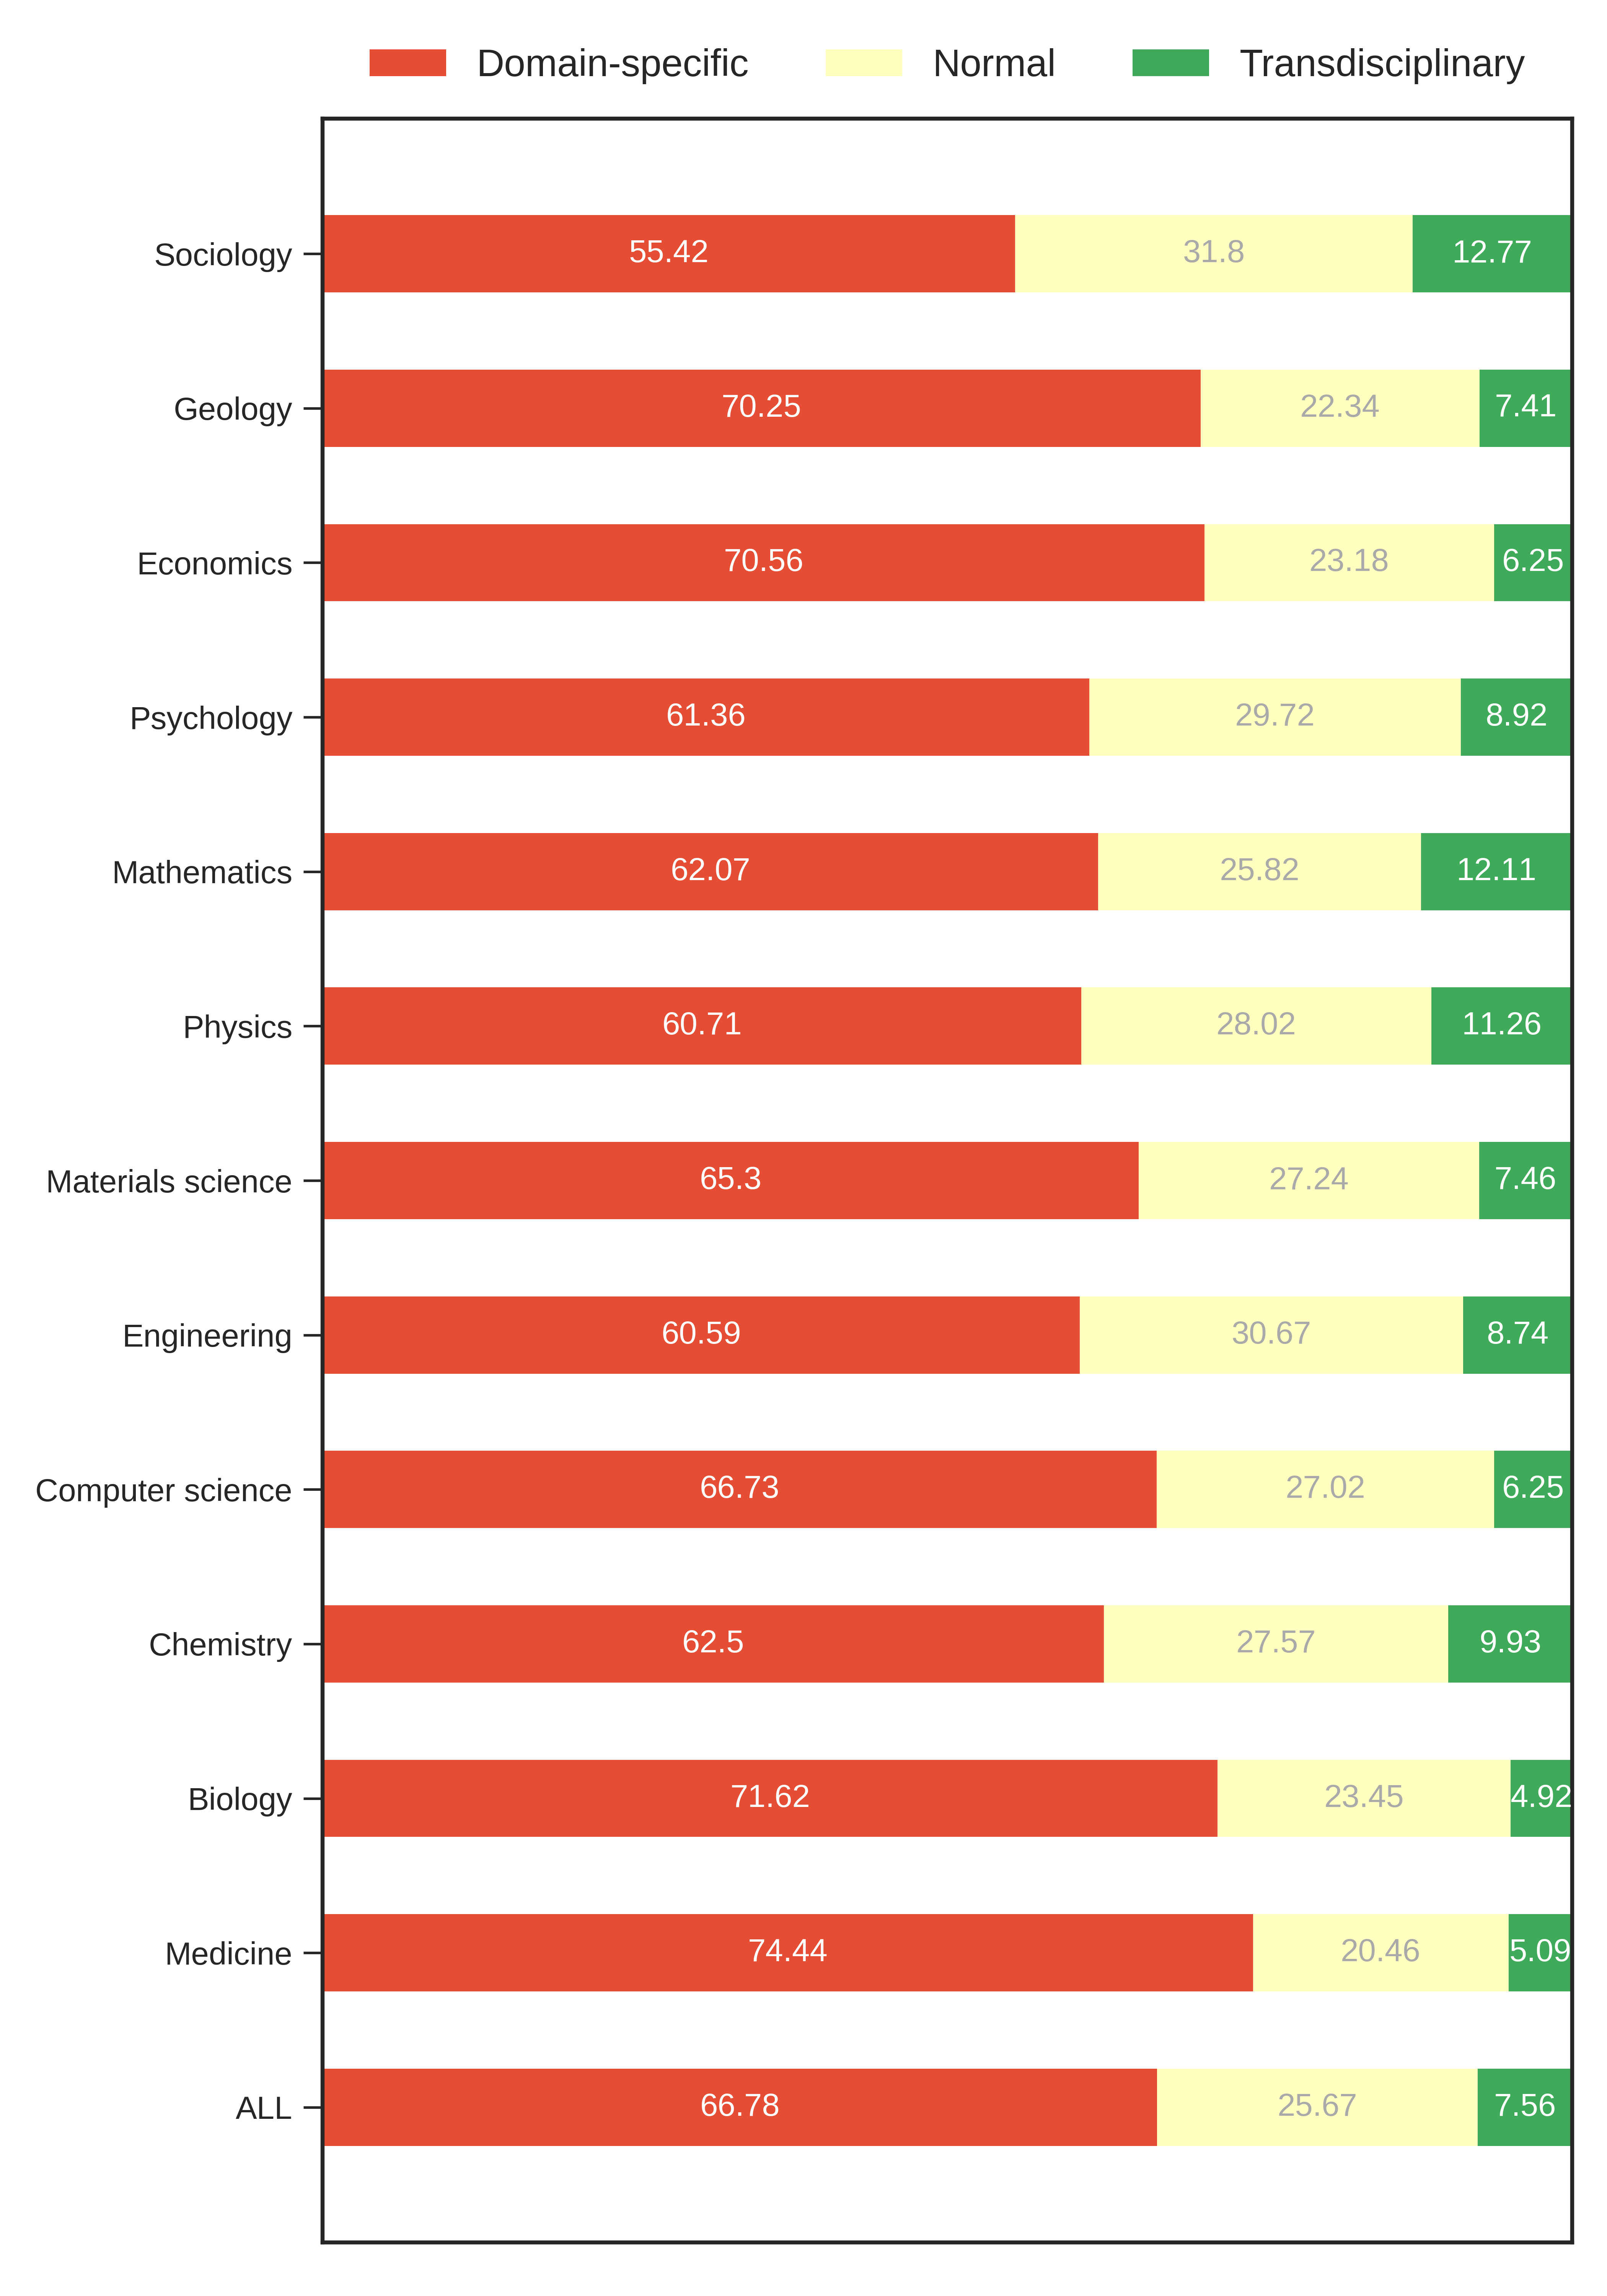 Domain-specific Normal Transdisciplinary
Sociology 55.42 31.8 12.77
Geology 70.25 22.34 7.41
Economics 70.56 23.18 6.25
Psychology 61.36 29.72 8.92
Mathematics 62.07 25.82 12.11
Physics 60.71 28.02 11.26
Materials science 65.3 27.24 7.46
Engineering 60.59 30.67 8.74
Computer science 66.73 27.02 6.25
Chemistry 62.5 27.57 9.93
Biology 71.62 23.45 4.92
Medicine 74.44 20.46 5.09
ALL 66.78 25.67 7.56